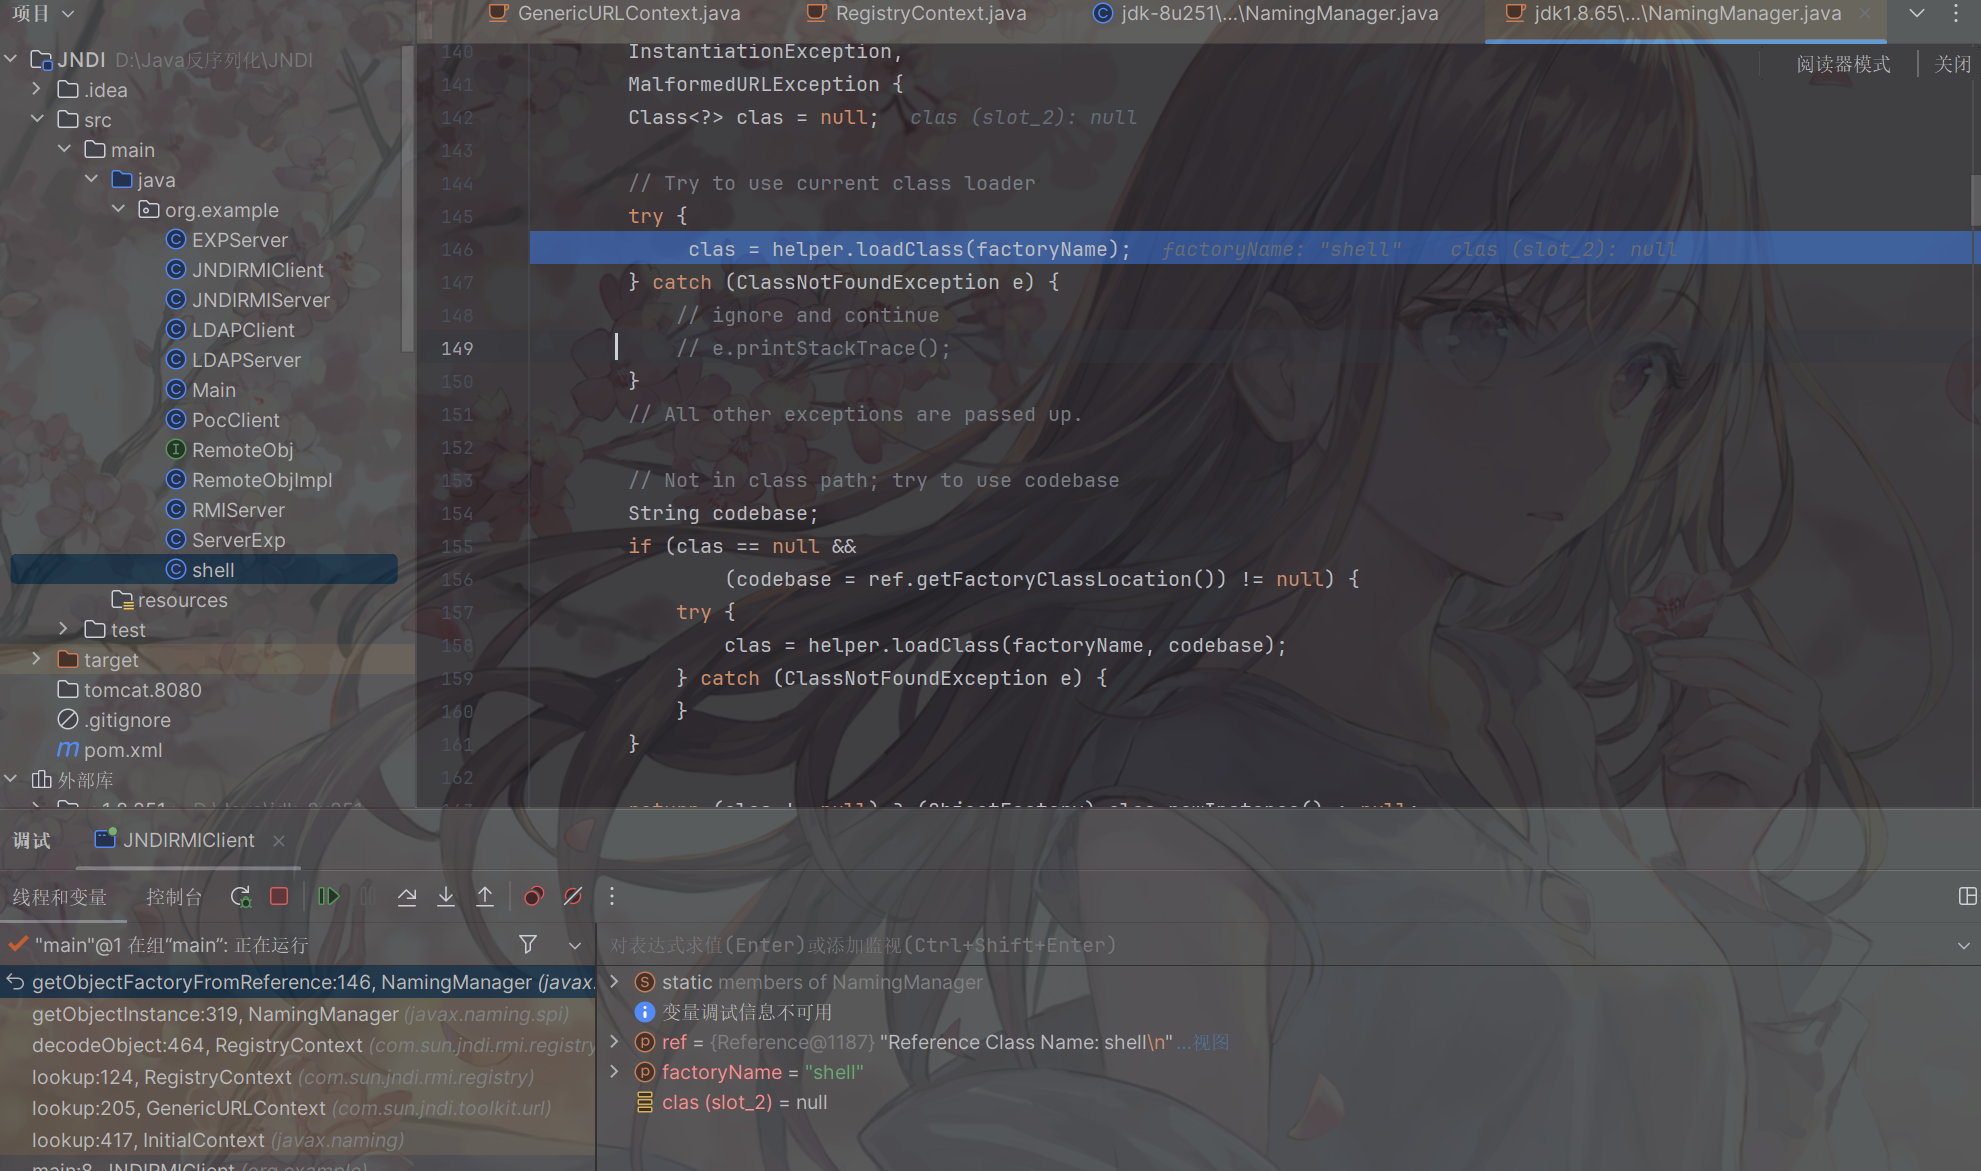 项目
GenericURLContext.java
RegistryContext.java
jdk-8u251\...\NamingManager.java
jdk1.8.65\...\NamingManager.java
阅读器模式
关闭
JNDI D:\Java反序列化\JNDI
.idea
src
main
java
org.example
EXPServer
JNDIRMIClient
JNDIRMIServer
LDAPClient
LDAPServer
Main
PocClient
RemoteObj
RemoteObjImpl
RMIServer
ServerExp
shell
resources
test
target
tomcat.8080
.gitignore
pom.xml
外部库
140 InstantiationException,
141 MalformedURLException {
142 Class<?> clas = null; clas (slot_2): null
143
144 // Try to use current class loader
145 try {
146 clas = helper.loadClass(factoryName); factoryName: "shell" clas (slot_2): null
147 } catch (ClassNotFoundException e) {
148 // ignore and continue
149 // e.printStackTrace();
150 }
151 // All other exceptions are passed up.
152
153 // Not in class path; try to use codebase
154 String codebase;
155 if (clas == null &&
156 (codebase = ref.getFactoryClassLocation()) != null) {
157 try {
158 clas = helper.loadClass(factoryName, codebase);
159 } catch (ClassNotFoundException e) {
160 }
161 }
162
调试
JNDIRMIClient
线程和变量
控制台
"main"@1 在组“main”: 正在运行
getObjectFactoryFromReference:146, NamingManager (javax.
getObjectInstance:319, NamingManager (javax.naming.spi)
decodeObject:464, RegistryContext (com.sun.jndi.rmi.registry
lookup:124, RegistryContext (com.sun.jndi.rmi.registry)
lookup:205, GenericURLContext (com.sun.jndi.toolkit.url)
lookup:417, InitialContext (javax.naming)
main:8, JNDIRMIClient (org.example)
对表达式求值(Enter)或添加监视(Ctrl+Shift+Enter)
static members of NamingManager
变量调试信息不可用
ref = {Reference@1187} "Reference Class Name: shell\n" ...视图
factoryName = "shell"
clas (slot_2) = null